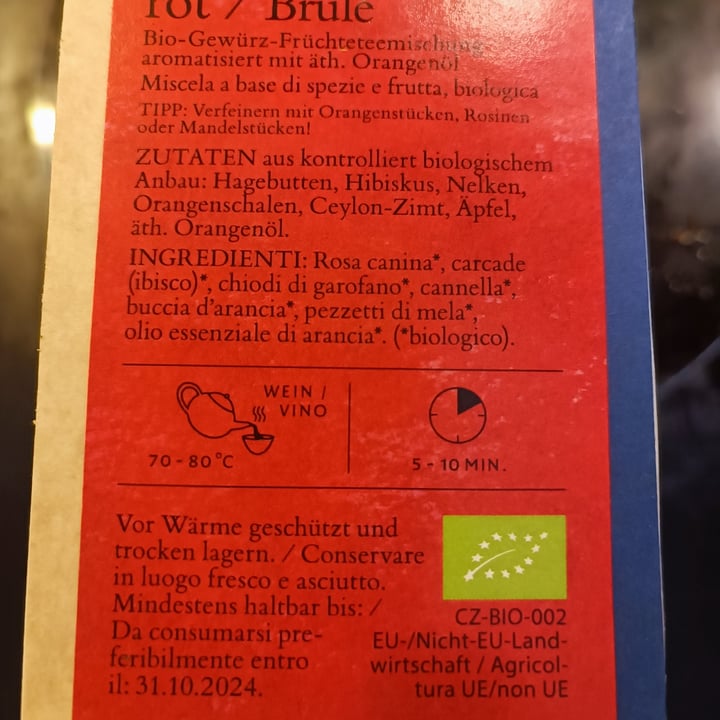 rot / Brulé
Bio-Gewürz-Früchteteemischung
aromatisiert mit äth. Orangenöl
Miscela a base di spezie e frutta, biologica
TIPP: Verfeinern mit Orangenstücken, Rosinen
oder Mandelstücken!
ZUTATEN aus kontrolliert biologischem
Anbau: Hagebutten, Hibiskus, Nelken,
Orangenschalen, Ceylon-Zimt, Äpfel,
äth. Orangenöl.
INGREDIENTI: Rosa canina*, carcade
(ibisco)*, chiodi di garofano*, cannella*,
buccia d'arancia*, pezzetti di mela*,
olio essenziale di arancia*. (*biologico).
WEIN /
VINO
70-80°C
5-10 MIN.
Vor Wärme geschützt und
trocken lagern. / Conservare
in luogo fresco e asciutto.
Mindestens haltbar bis: /
Da consumarsi pre-
feribilmente entro
il: 31.10.2024.
CZ-BIO-002
EU-/Nicht-EU-Land-
wirtschaft / Agricol-
tura UE/non UE